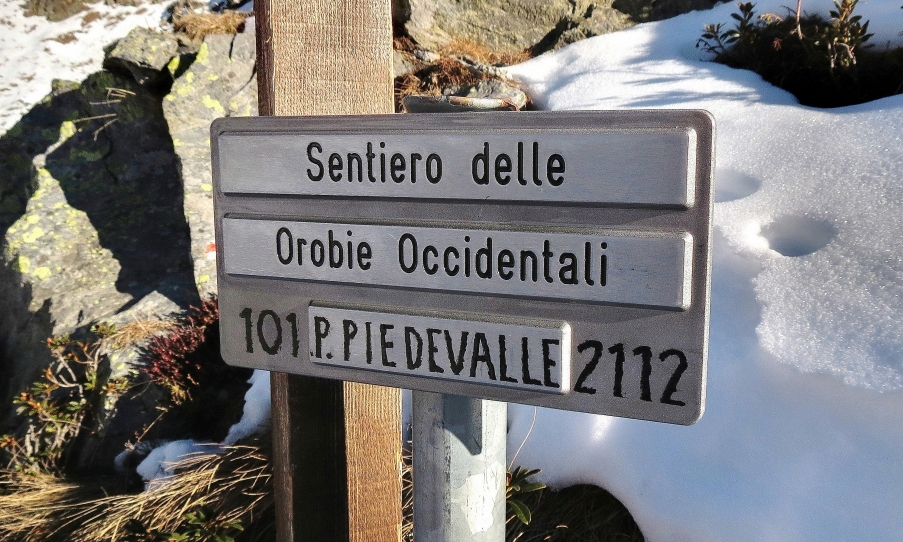 Sentiero delle
Orobie Occidentali
101 P. PIEDEVALLE 2112